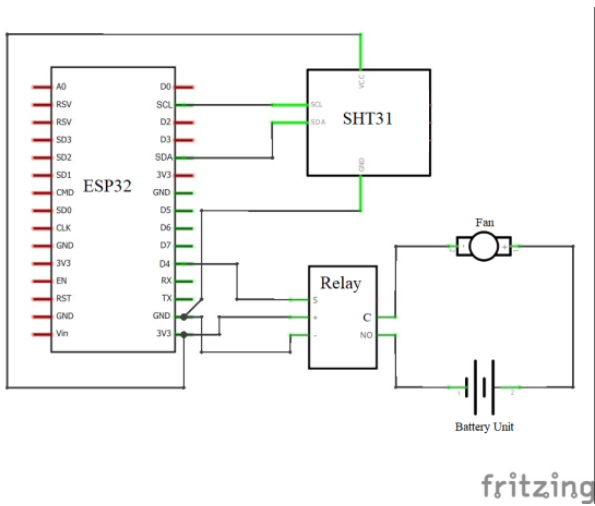 A0
RSV
RSV
SD3
SD2
SD1
CMD
SD0
CLK
GND
3V3
EN
RST
GND
Vin
ESP32
D0
SCL
D2
D3
SDA
3V3
GND
D5
D6
D7
D4
RX
TX
GND
3V3
VCC
SCL
SDA
SHT31
GND
Relay
S
+
-
C
NO
Fan
- +
1 2
Battery Unit
fritzing